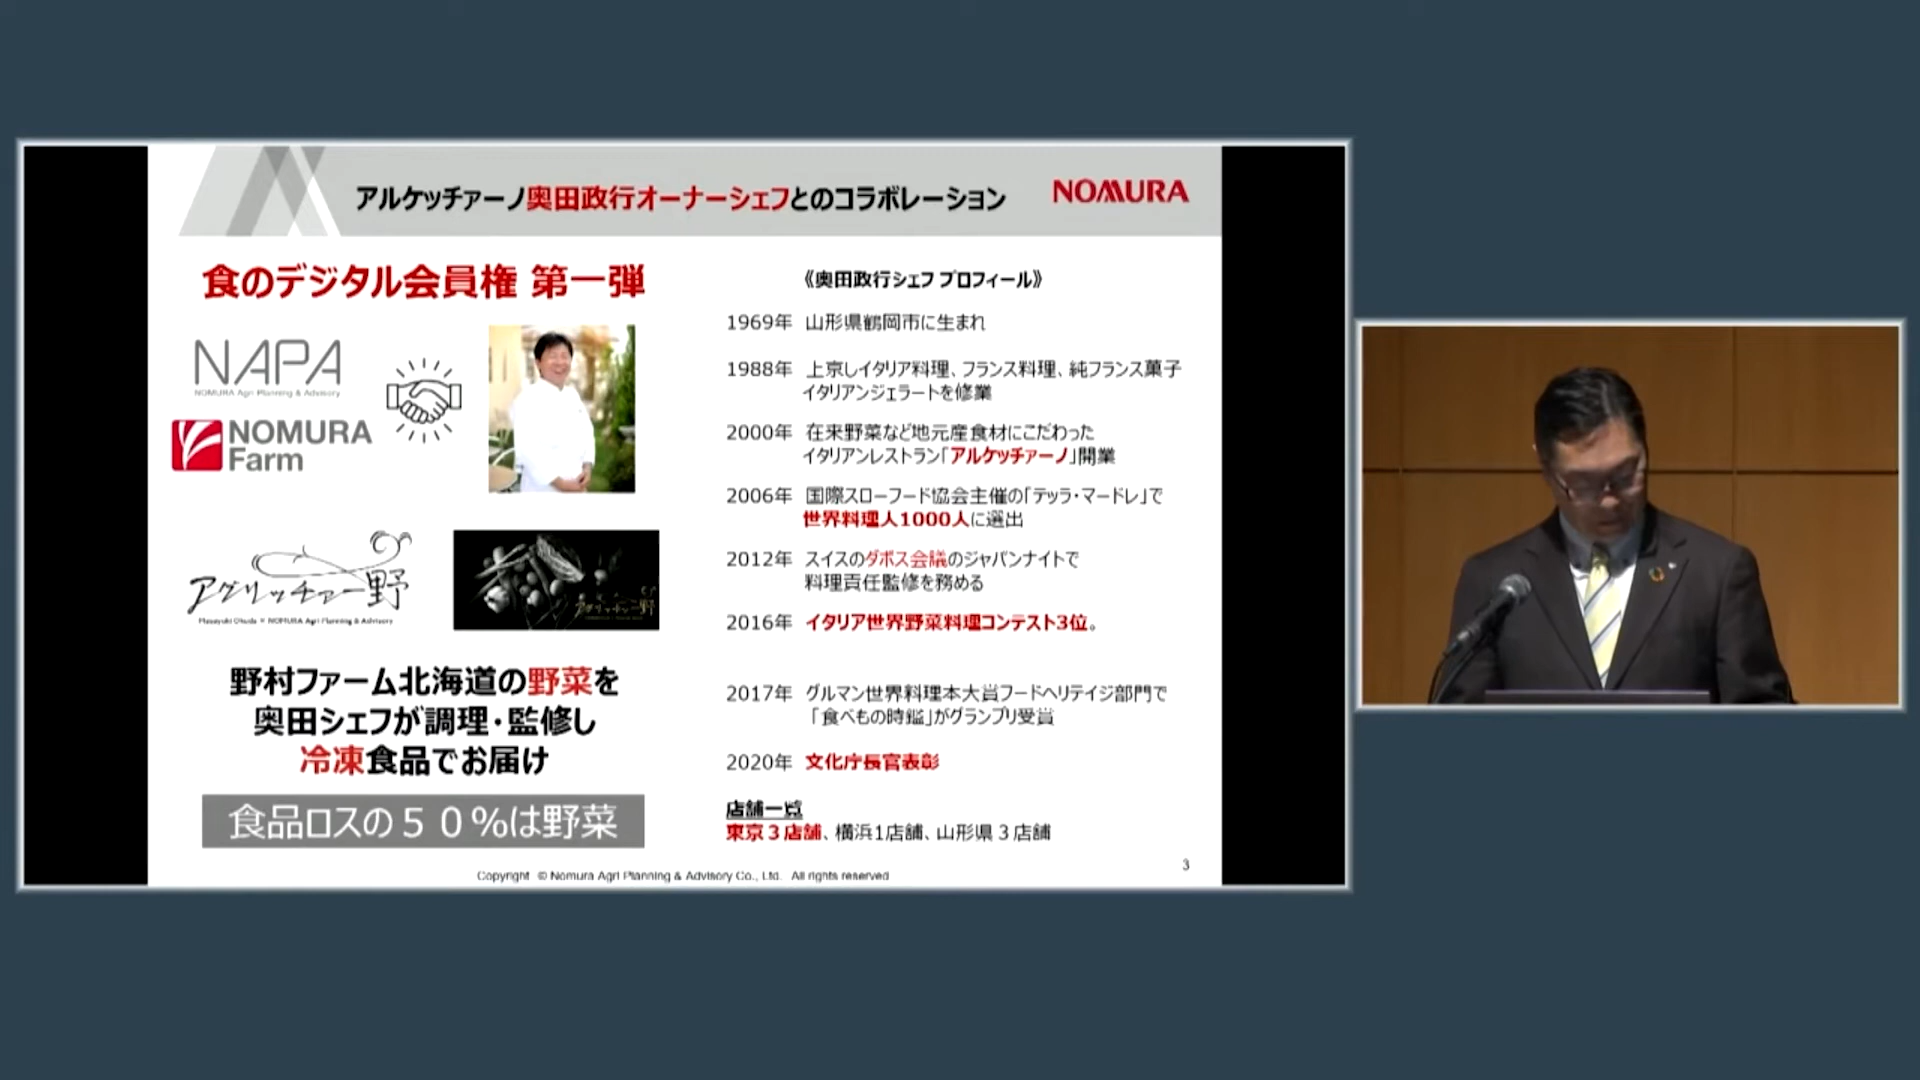 アルケッチァーノ奥田政行オーナーシェフとのコラボレーション
NOMURA
食のデジタル会員権 第一弾
NAPA
NOMURA Agri Planning & Advisory
NOMURA
Farm
アグリッチァー野
Masayuki Okuda × NOMURA Agri Planning & Advisory
アグリッチァー野
野村ファーム北海道の野菜を
奥田シェフが調理・監修し
冷凍食品でお届け
食品ロスの５０％は野菜
《奥田政行シェフ プロフィール》
1969年 山形県鶴岡市に生まれ
1988年 上京しイタリア料理、フランス料理、純フランス菓子
イタリアンジェラートを修業
2000年 在来野菜など地元産食材にこだわった
イタリアンレストラン「アルケッチァーノ」開業
2006年 国際スローフード協会主催の「テッラ・マードレ」で
世界料理人1000人に選出
2012年 スイスのダボス会議のジャパンナイトで
料理責任監修を務める
2016年 イタリア世界野菜料理コンテスト3位。
2017年 グルマン世界料理本大賞フードヘリテイジ部門で
「食べもの時鑑」がグランプリ受賞
2020年 文化庁長官表彰
店舗一覧
東京３店舗、横浜1店舗、山形県３店舗
3
Copyright © Nomura Agri Planning & Advisory Co., Ltd. All rights reserved